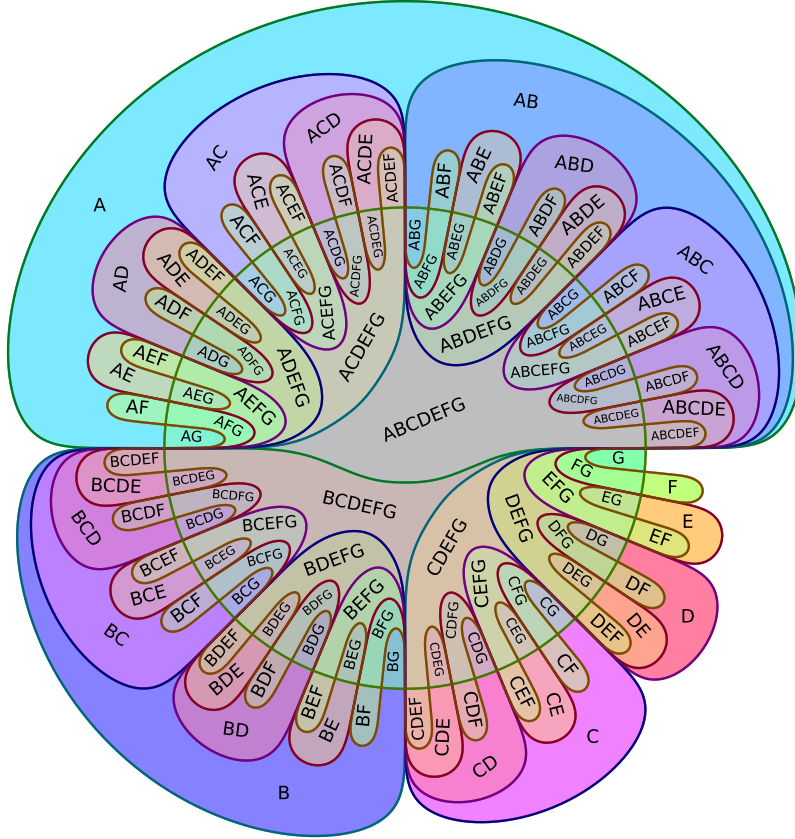 A
AC
ACD
AB
ABC
ABD
ABE
ABF
ACDE
ACDEF
ACDF
ACE
ACEF
ACF
AD
ADE
ADEF
ADF
AEF
AE
AF
AG
AFG
AEG
AEFG
ADG
ADFG
ADEG
ADEFG
ACG
ACFG
ACEG
ACEFG
ACDG
ACDFG
ACDEG
ACDEFG
ABG
ABFG
ABEG
ABEF
ABEFG
ABDG
ABDFG
ABDEG
ABDF
ABDE
ABDEF
ABDEFG
ABCG
ABCF
ABCFG
ABCEG
ABCE
ABCEF
ABCEFG
ABCD
ABCDG
ABCDF
ABCDFG
ABCDE
ABCDEG
ABCDEF
ABCDEFG
BCDEF
BCDE
BCDEG
BCDFG
BCDF
BCDG
BCD
BCEFG
BCEF
BCEG
BCFG
BCE
BCF
BCG
BC
BCDEFG
BDEFG
BDEF
BDEG
BDFG
BDE
BDF
BDG
BD
BEFG
BEG
BFG
BG
BEF
BE
BF
B
CDEFG
CDEF
CDE
CDEG
CDFG
CDG
CDF
CD
CEFG
CFG
CG
CEG
CEF
CE
CF
C
DEFG
DFG
DG
DEG
DF
DE
DEF
D
EFG
FG
G
EG
F
E
EF